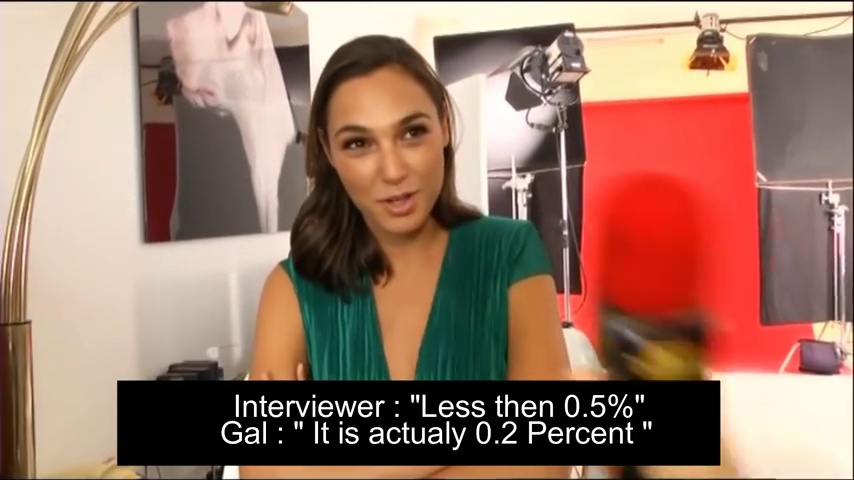 Interviewer : "Less then 0.5%"
Gal : " It is actualy 0.2 Percent "